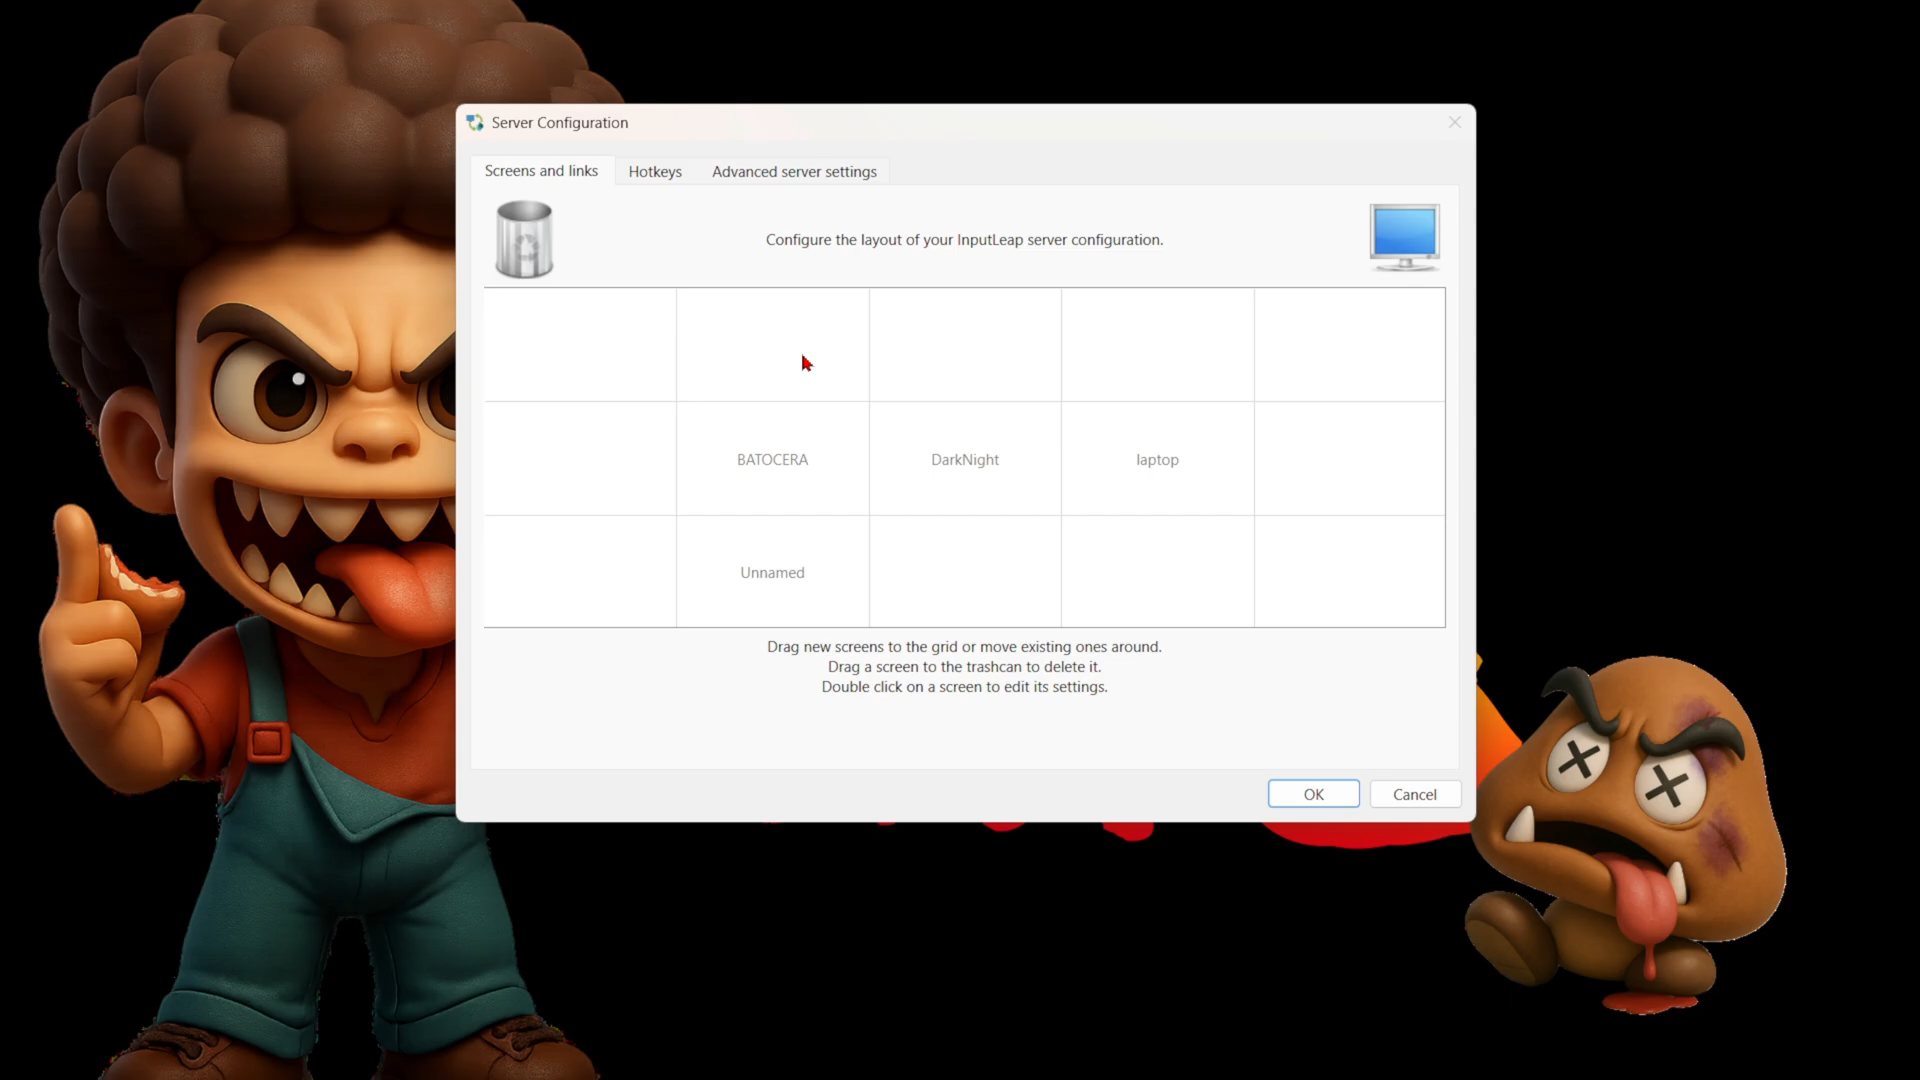 Server Configuration
Screens and links
Hotkeys
Advanced server settings
Configure the layout of your InputLeap server configuration.
BATOCERA
DarkNight
laptop
Unnamed
Drag new screens to the grid or move existing ones around.
Drag a screen to the trashcan to delete it.
Double click on a screen to edit its settings.
OK
Cancel